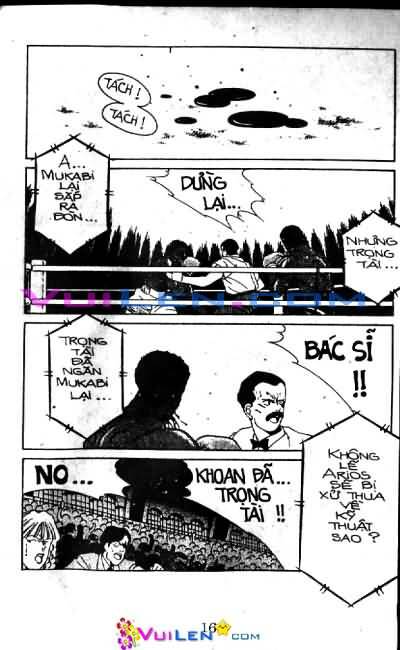 TÁCH!
TÁCH!
A...
MUKABI
LẠI
SẮP
RA
ĐÒN...
DỪNG
LẠI...
NHƯNG
TRỌNG
TÀI...
VUILEN.COM
TRỌNG
TÀI
ĐÃ
NGĂN
MUKABI
LẠI...
BÁC SĨ
!!
KHÔNG
LẼ
ARIOS
SẼ BỊ
XỬ THUA
VỀ
KỸ
THUẬT
SAO?
NO...
KHOAN ĐÃ...
TRỌNG
TÀI!!
16
VUILEN.COM